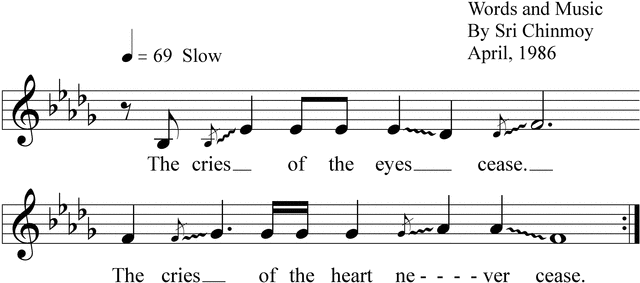 Words and Music
By Sri Chinmoy
April, 1986
= 69 Slow
The cries__ of the eyes___ cease.__
The cries__ of the heart ne - - - - ver cease.